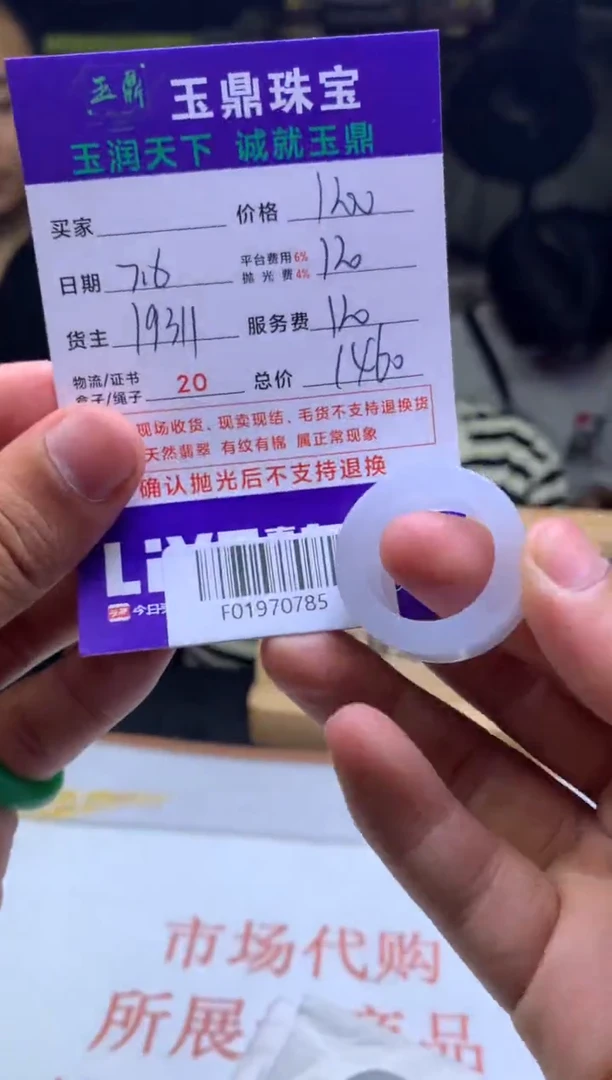 玉鼎 玉鼎珠宝
玉润天下 诚就玉鼎
买家 价格 1200
日期 7.6 平台费用6% 抛光费4% 120
货主 19311 服务费 120
物流/证书 盒子/绳子 20 总价 1460
现场收货、现卖现结、毛货不支持退换货
天然翡翠 有纹有棉 属正常现象
确认抛光后不支持退换
今日
F01970785
市场代购
所展 品